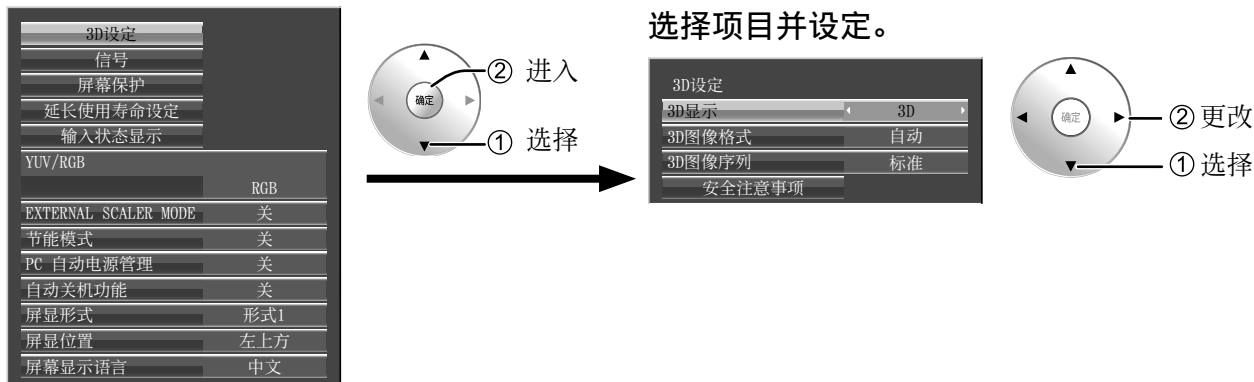 3D设定
信号
屏幕保护
延长使用寿命设定
输入状态显示
YUV/RGB
RGB
EXTERNAL SCALER MODE 关
节能模式 关
PC 自动电源管理 关
自动关机功能 关
屏显形式 形式1
屏显位置 左上方
屏幕显示语言 中文
确定
② 进入
① 选择
选择项目并设定。
3D设定
3D显示 3D
3D图像格式 自动
3D图像序列 标准
安全注意事项
确定
② 更改
① 选择